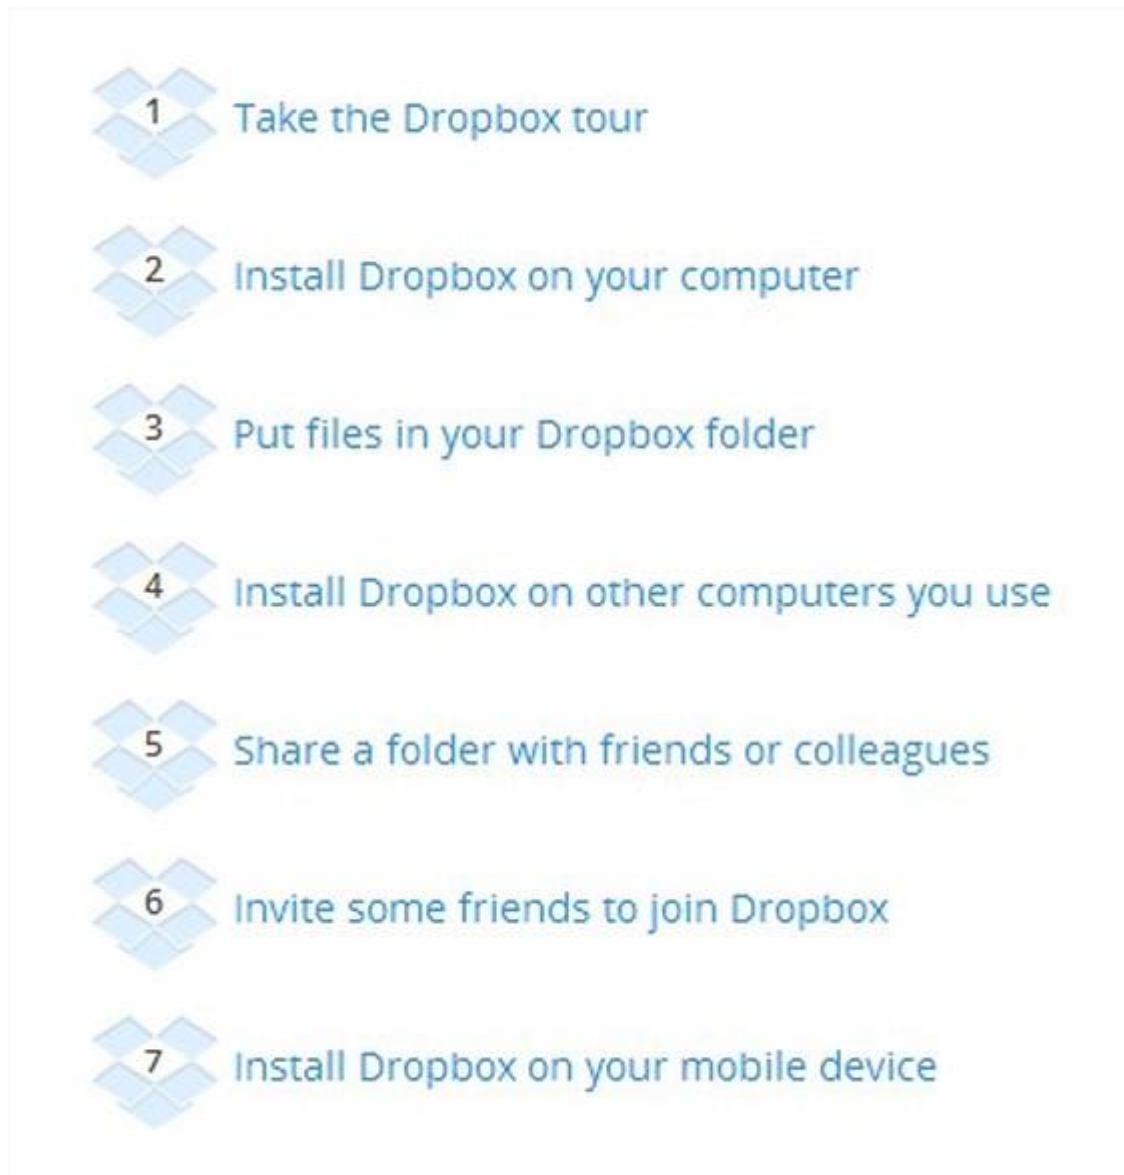 1 Take the Dropbox tour
2 Install Dropbox on your computer
3 Put files in your Dropbox folder
4 Install Dropbox on other computers you use
5 Share a folder with friends or colleagues
6 Invite some friends to join Dropbox
7 Install Dropbox on your mobile device